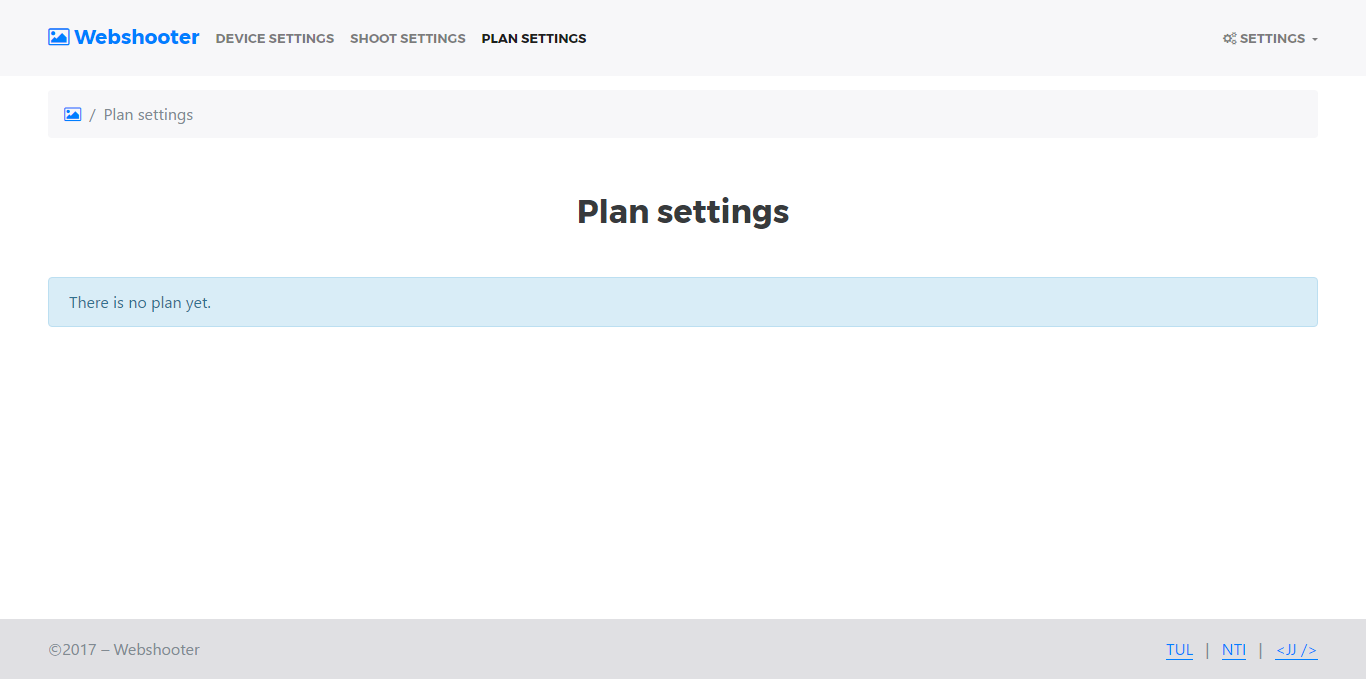 Webshooter DEVICE SETTINGS SHOOT SETTINGS PLAN SETTINGS SETTINGS
/ Plan settings
Plan settings
There is no plan yet.
©2017 – Webshooter TUL | NTI | <JJ />